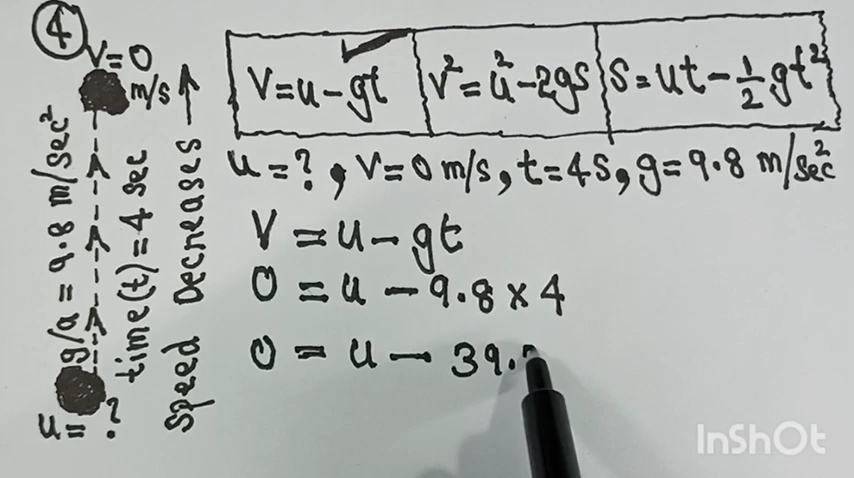 ④
V=0
m/s
g/a = 9.8 m/sec²
time(t) = 4 sec
Speed Decreases →
u= ?
V=u-gt
V²=u²-2gs
S=ut-½gt²
u=?, V=0 m/s, t=4s, g=9.8 m/sec²
V = u - gt
0 = u - 9.8 × 4
0 = u - 39.
InShOt